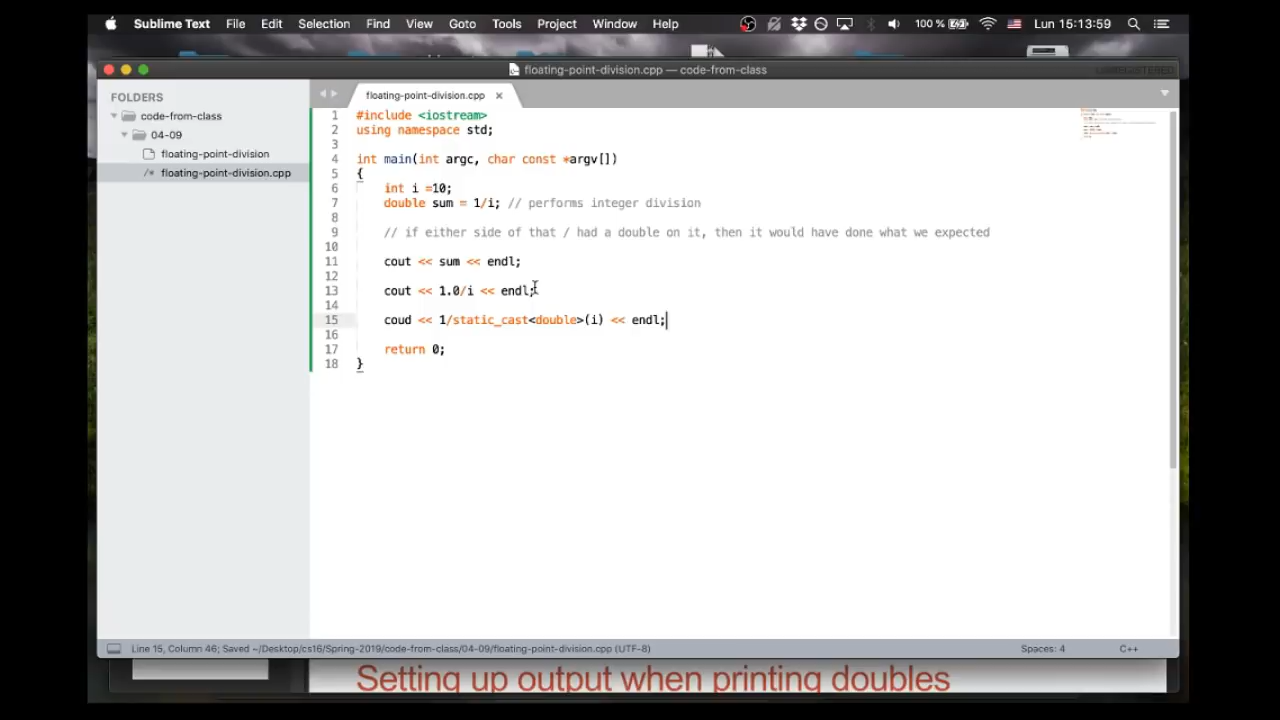 Sublime Text File Edit Selection Find View Goto Tools Project Window Help 100 % Lun 15:13:59
floating-point-division.cpp — code-from-class
UNREGISTERED
FOLDERS
code-from-class
04-09
floating-point-division
floating-point-division.cpp
floating-point-division.cpp ×
1 #include <iostream>
2 using namespace std;
3
4 int main(int argc, char const *argv[])
5 {
6 int i =10;
7 double sum = 1/i; // performs integer division
8
9 // if either side of that / had a double on it, then it would have done what we expected
10
11 cout << sum << endl;
12
13 cout << 1.0/i << endl;
14
15 coud << 1/static_cast<double>(i) << endl;
16
17 return 0;
18 }
Line 15, Column 46; Saved ~/Desktop/cs16/Spring-2019/code-from-class/04-09/floating-point-division.cpp (UTF-8) Spaces: 4 C++
Setting up output when printing doubles